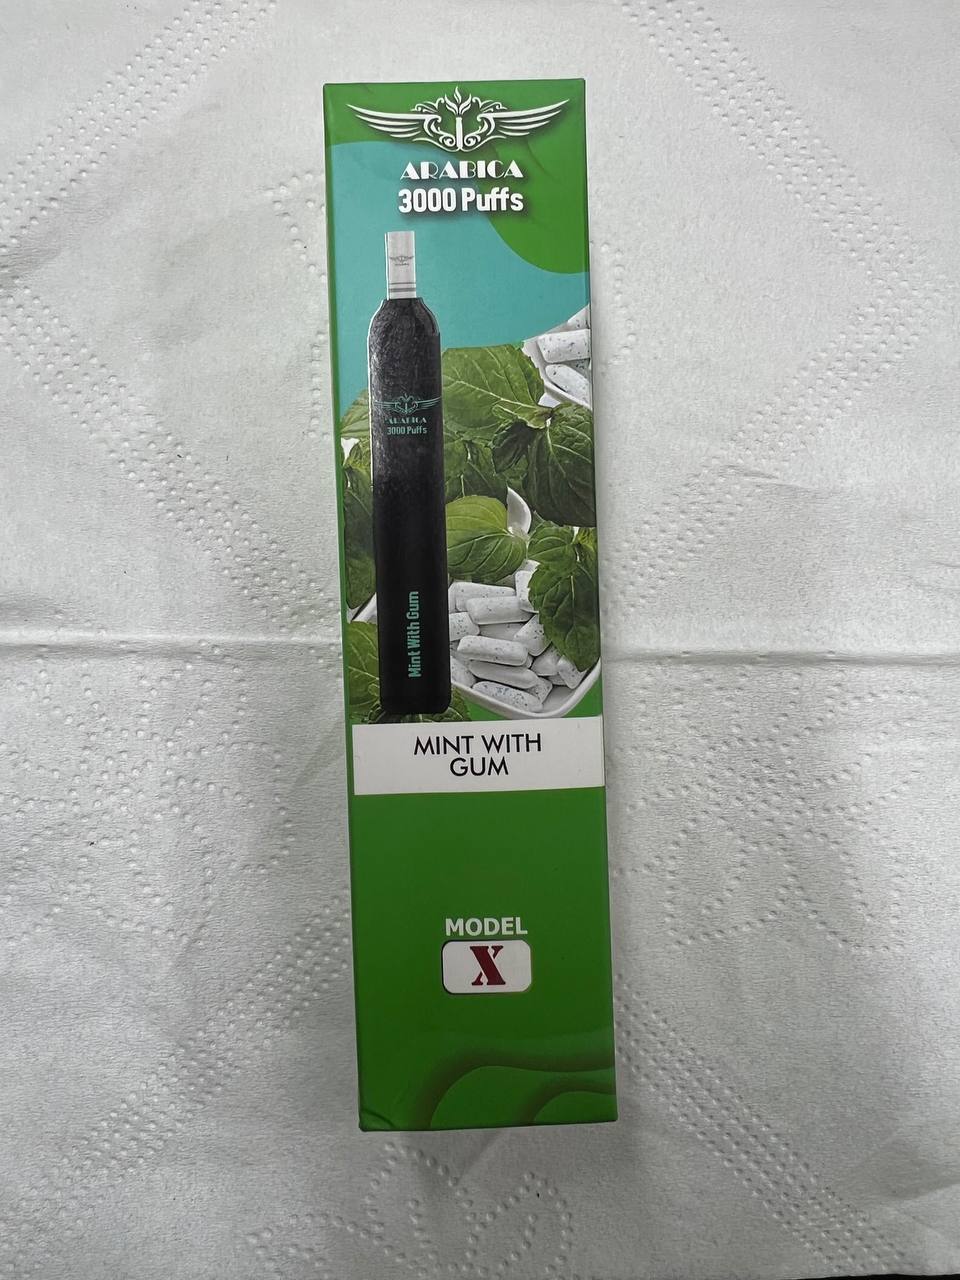 ARABICA
3000 Puffs
ARABICA
3000 Puffs
Mint With Gum
MINT WITH
GUM
MODEL
X